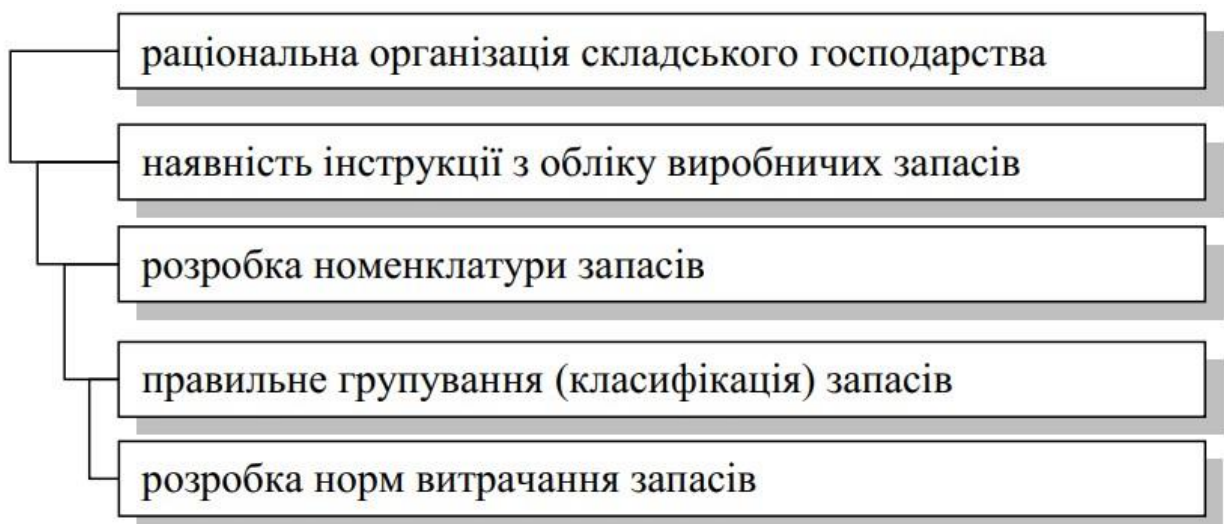 раціональна організація складського господарства
наявність інструкції з обліку виробничих запасів
розробка номенклатури запасів
правильне групування (класифікація) запасів
розробка норм витрачання запасів